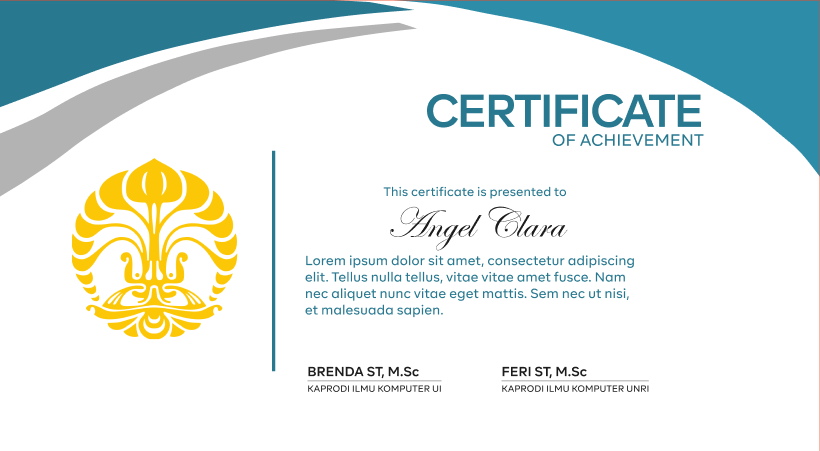 CERTIFICATE
OF ACHIEVEMENT
This certificate is presented to
Angel Clara
Lorem ipsum dolor sit amet, consectetur adipiscing
elit. Tellus nulla tellus, vitae vitae amet fusce. Nam
nec aliquet nunc vitae eget mattis. Sem nec ut nisi,
et malesuada sapien.
BRENDA ST, M.Sc
KAPRODI ILMU KOMPUTER UI
FERI ST, M.Sc
KAPRODI ILMU KOMPUTER UNRI